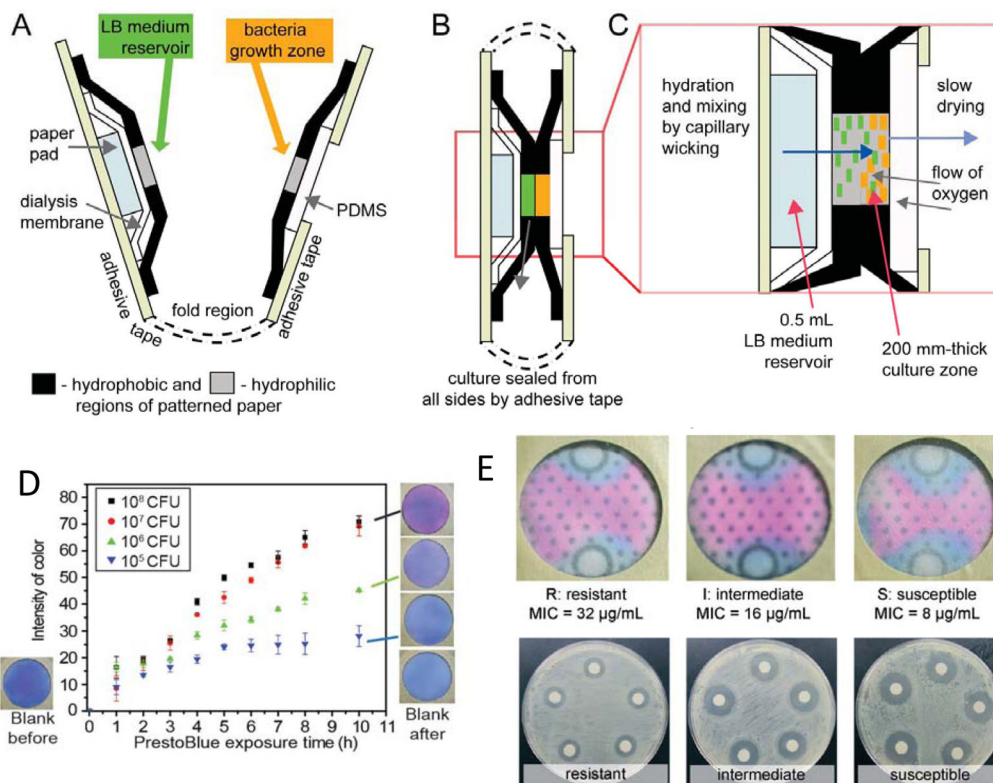 A
LB medium
reservoir
bacteria
growth zone
paper
pad
dialysis
membrane
PDMS
adhesive tape
fold region
adhesive tape
- hydrophobic and
- hydrophilic
regions of patterned paper
B
culture sealed from
all sides by adhesive tape
C
hydration and mixing
by capillary
wicking
slow
drying
flow of
oxygen
0.5 mL
LB medium
reservoir
200 mm-thick
culture zone
D
Intensity of color
80
70
60
50
40
30
20
10
0
10⁸ CFU
10⁷ CFU
10⁶ CFU
10⁵ CFU
0 1 2 3 4 5 6 7 8 9 10 11
PrestoBlue exposure time (h)
Blank
before
Blank
after
E
R: resistant
MIC = 32 µg/mL
I: intermediate
MIC = 16 µg/mL
S: susceptible
MIC = 8 µg/mL
resistant
intermediate
susceptible